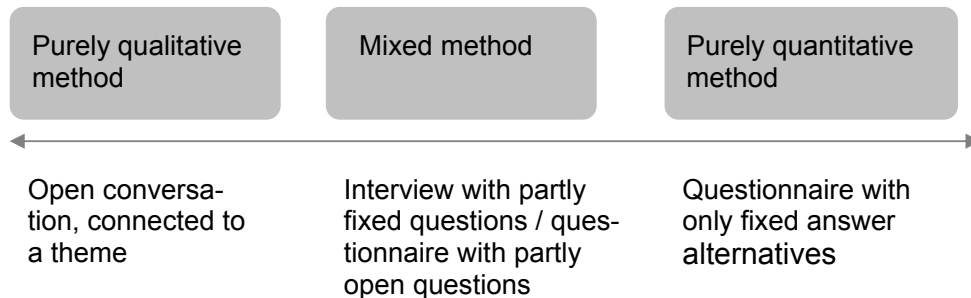 Purely qualitative
method
Mixed method
Purely quantitative
method
Open conversa-
tion, connected to
a theme
Interview with partly
fixed questions / ques-
tionnaire with partly
open questions
Questionnaire with
only fixed answer
alternatives